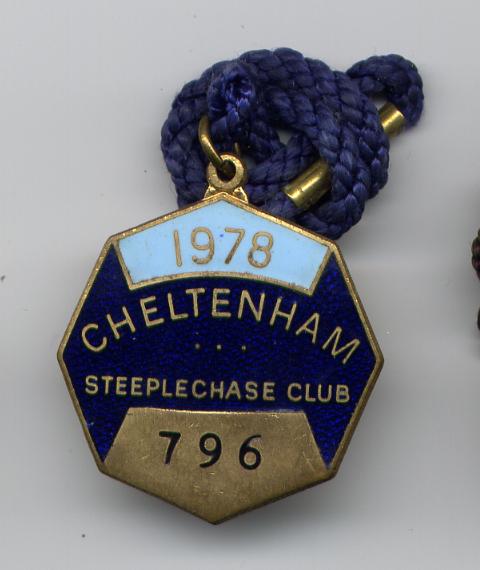 1978
CHELTENHAM
...
STEEPLECHASE CLUB
796